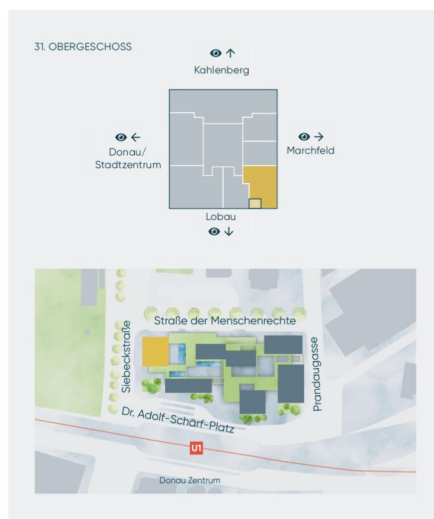 31. OBERGESCHOSS
Kahlenberg
Donau/
Stadtzentrum
Marchfeld
Lobau
Straße der Menschenrechte
Siebeckstraße
Prandaugasse
Dr. Adolf-Schärf-Platz
U1
Donau Zentrum